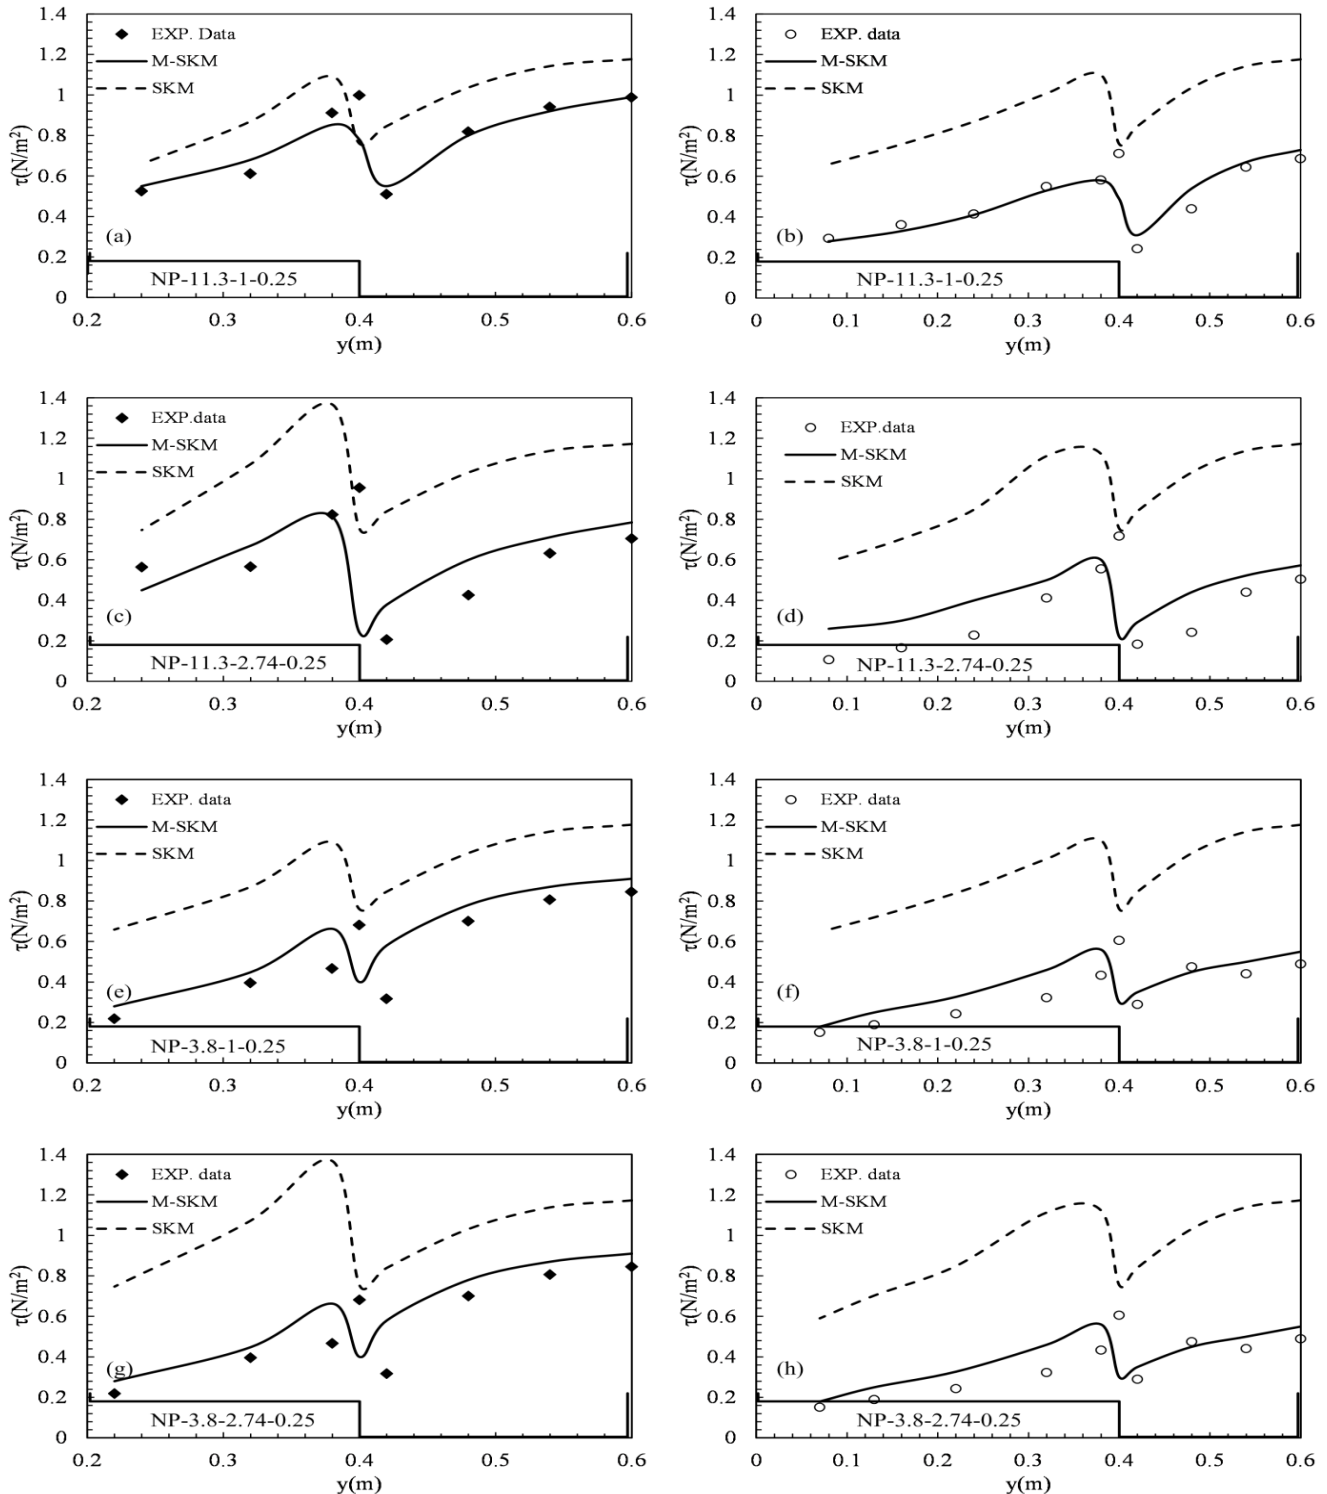 1.4
1.2
1
0.8
0.6
0.4
0.2
0
τ(N/m²)
EXP. Data
M-SKM
SKM
(a)
NP-11.3-1-0.25
0.2 0.3 0.4 0.5 0.6
y(m)
1.4
1.2
1
0.8
0.6
0.4
0.2
0
τ(N/m²)
EXP. data
M-SKM
SKM
(b)
NP-11.3-1-0.25
0 0.1 0.2 0.3 0.4 0.5 0.6
y(m)
1.4
1.2
1
0.8
0.6
0.4
0.2
0
τ(N/m²)
EXP.data
M-SKM
SKM
(c)
NP-11.3-2.74-0.25
0.2 0.3 0.4 0.5 0.6
y(m)
1.4
1.2
1
0.8
0.6
0.4
0.2
0
τ(N/m²)
EXP.data
M-SKM
SKM
(d)
NP-11.3-2.74-0.25
0 0.1 0.2 0.3 0.4 0.5 0.6
y(m)
1.4
1.2
1
0.8
0.6
0.4
0.2
0
τ(N/m²)
EXP. data
M-SKM
SKM
(e)
NP-3.8-1-0.25
0.2 0.3 0.4 0.5 0.6
y(m)
1.4
1.2
1
0.8
0.6
0.4
0.2
0
τ(N/m²)
EXP. data
M-SKM
SKM
(f)
NP-3.8-1-0.25
0 0.1 0.2 0.3 0.4 0.5 0.6
y(m)
1.4
1.2
1
0.8
0.6
0.4
0.2
0
τ(N/m²)
EXP. data
M-SKM
SKM
(g)
NP-3.8-2.74-0.25
0.2 0.3 0.4 0.5 0.6
y(m)
1.4
1.2
1
0.8
0.6
0.4
0.2
0
τ(N/m²)
EXP. data
M-SKM
SKM
(h)
NP-3.8-2.74-0.25
0 0.1 0.2 0.3 0.4 0.5 0.6
y(m)